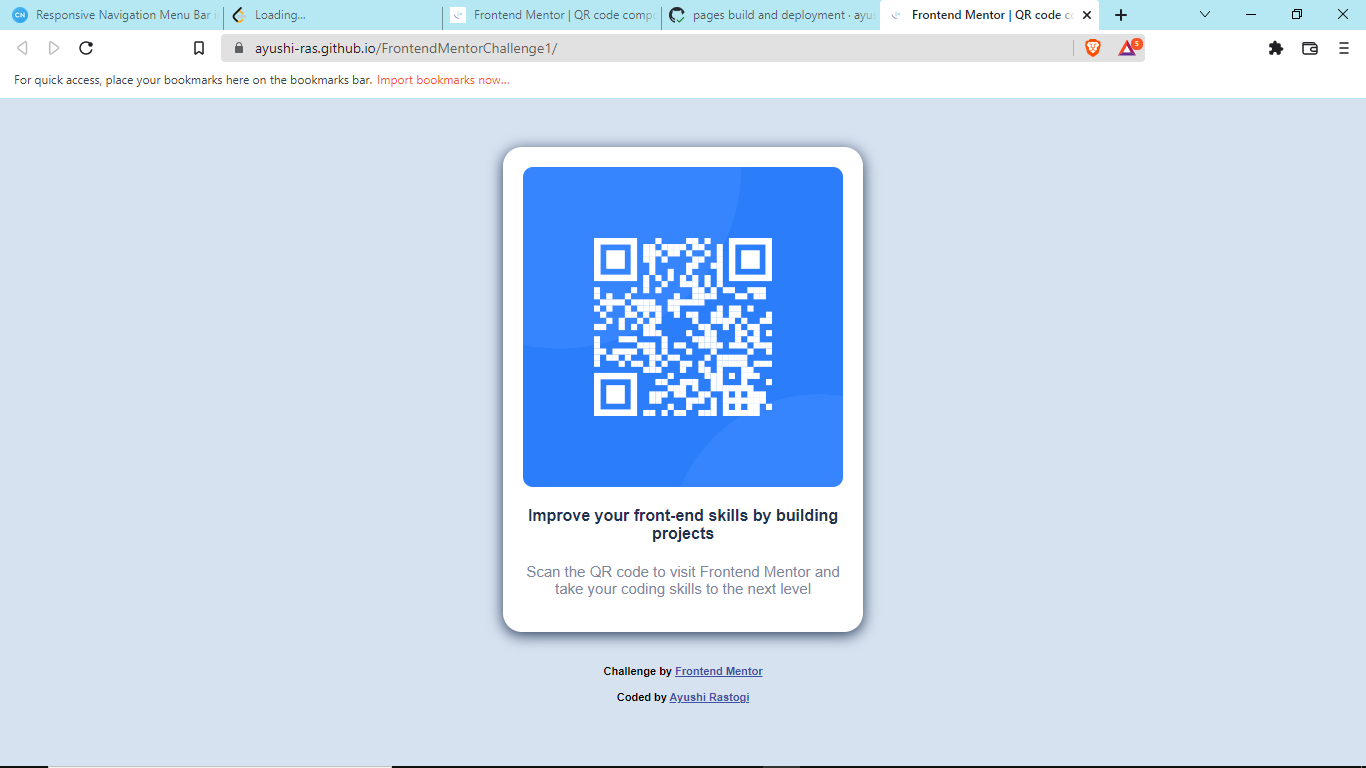 CN Responsive Navigation Menu Bar i
Loading...
Frontend Mentor | QR code compo
pages build and deployment · ayus
Frontend Mentor | QR code co
ayushi-ras.github.io/FrontendMentorChallenge1/
5
For quick access, place your bookmarks here on the bookmarks bar. Import bookmarks now...
Improve your front-end skills by building
projects
Scan the QR code to visit Frontend Mentor and
take your coding skills to the next level
Challenge by Frontend Mentor
Coded by Ayushi Rastogi